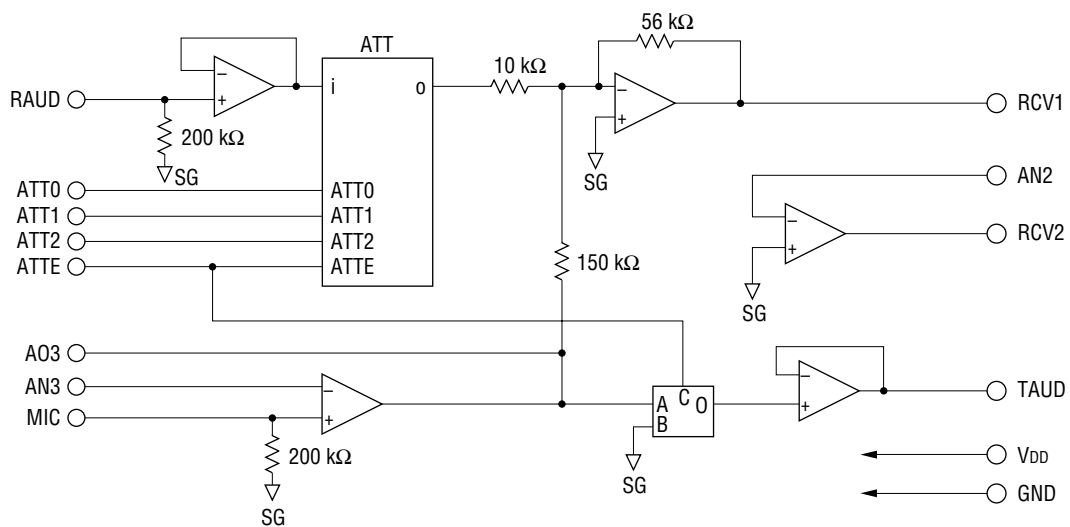 56 kΩ
ATT
10 kΩ
RAUD
i
o
−
+
−
+
RCV1
200 kΩ
SG
SG
AN2
ATT0
ATT0
ATT1
ATT1
ATT2
ATT2
ATTE
ATTE
−
+
RCV2
150 kΩ
SG
AO3
AN3
−
MIC
+
A
B
C
O
−
+
TAUD
200 kΩ
SG
SG
VDD
GND